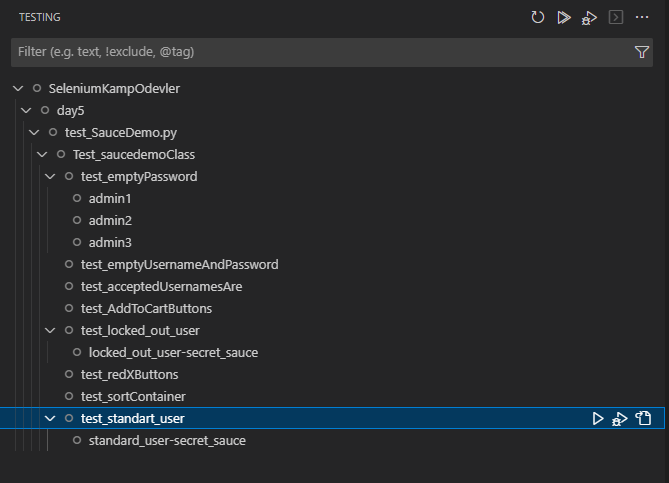 TESTING
Filter (e.g. text, !exclude, @tag)
SeleniumKampOdevler
day5
test_SauceDemo.py
Test_saucedemoClass
test_emptyPassword
admin1
admin2
admin3
test_emptyUsernameAndPassword
test_acceptedUsernamesAre
test_AddToCartButtons
test_locked_out_user
locked_out_user-secret_sauce
test_redXButtons
test_sortContainer
test_standart_user
standard_user-secret_sauce